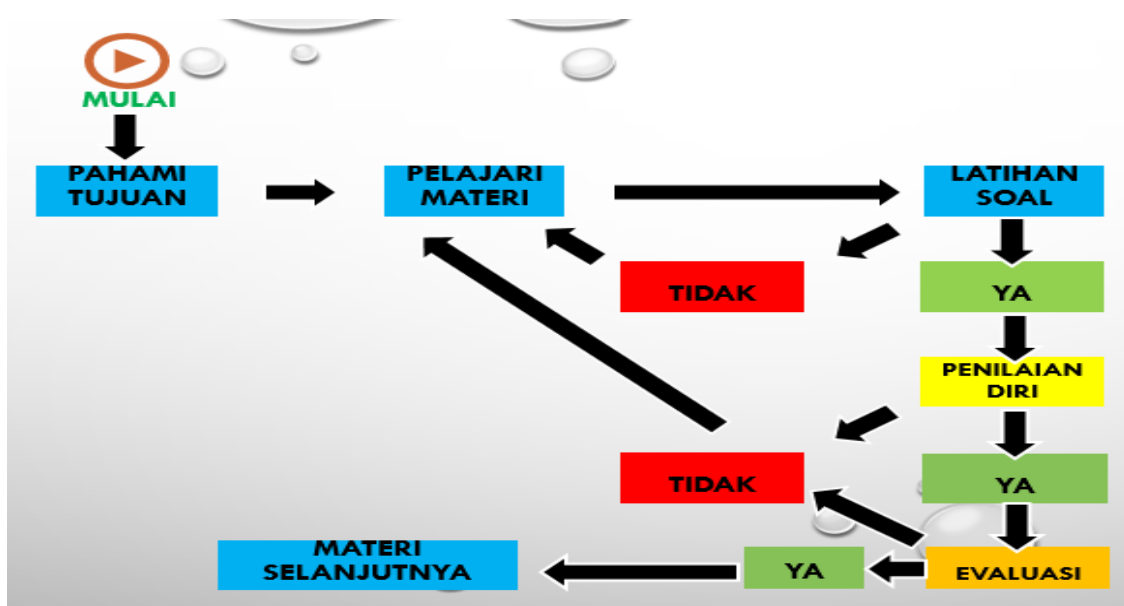 MULAI
PAHAMI
TUJUAN
PELAJARI
MATERI
LATIHAN
SOAL
TIDAK
YA
PENILAIAN
DIRI
TIDAK
YA
MATERI
SELANJUTNYA
YA
EVALUASI